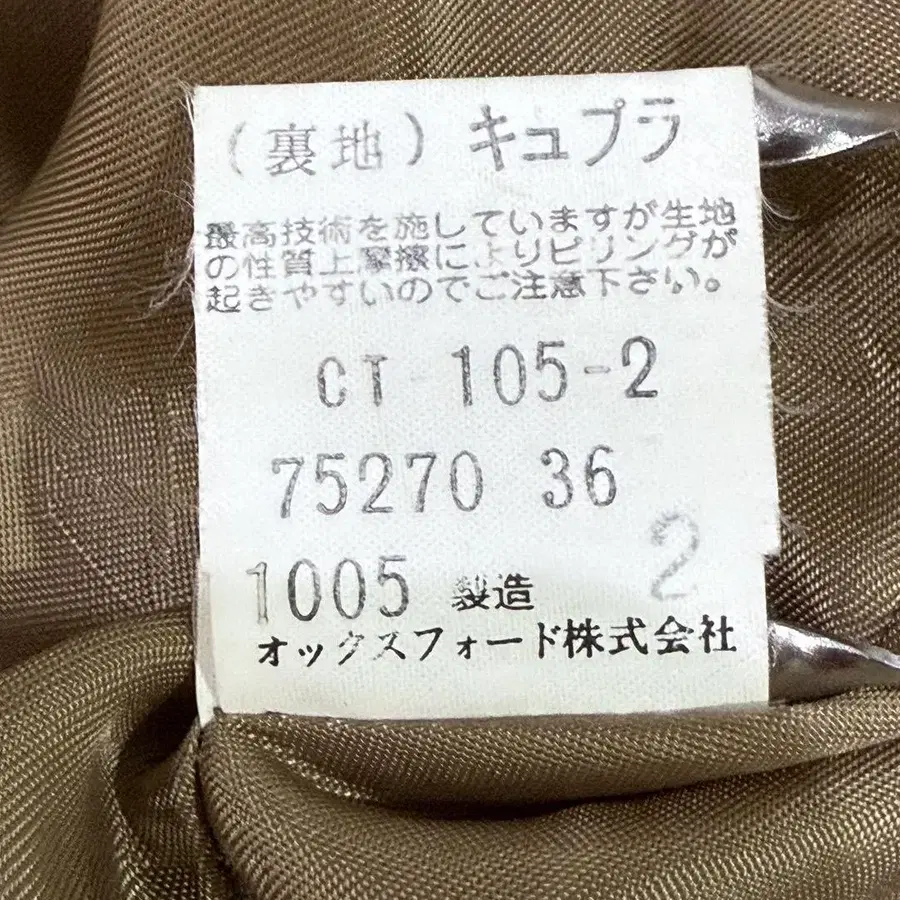 （裏地）キュプラ
最高技術を施していますが生地
の性質上摩擦によりピリングが
起きやすいのでご注意下さい。
CT 105-2
75270 36
1005 製造 2
オックスフォード株式会社